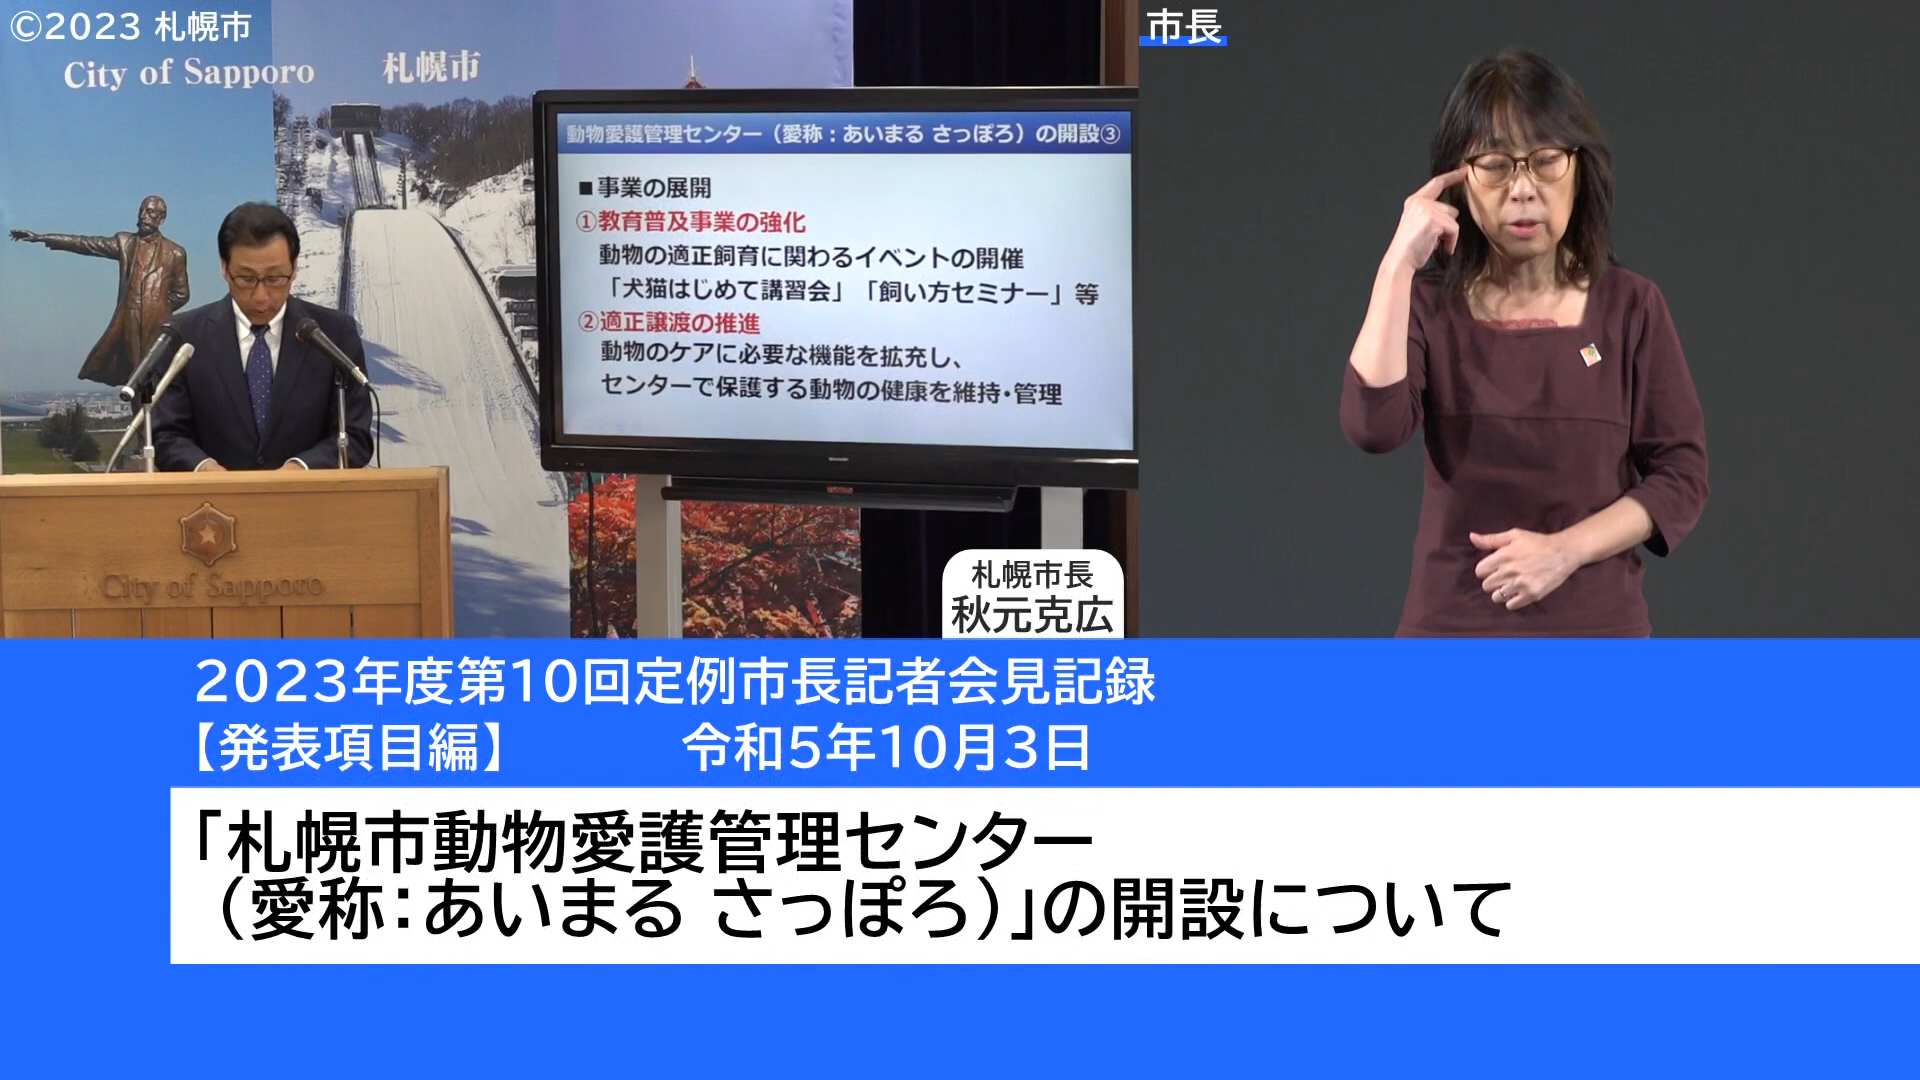 ©2023 札幌市
City of Sapporo
札幌市
動物愛護管理センター（愛称：あいまる さっぽろ）の開設③
■事業の展開
①教育普及事業の強化
動物の適正飼育に関わるイベントの開催
「犬猫はじめて講習会」「飼い方セミナー」等
②適正譲渡の推進
動物のケアに必要な機能を拡充し、
センターで保護する動物の健康を維持・管理
City of Sapporo
札幌市長
秋元克広
市長
2023年度第10回定例市長記者会見記録
【発表項目編】 令和5年10月3日
「札幌市動物愛護管理センター
（愛称：あいまる さっぽろ）」の開設について